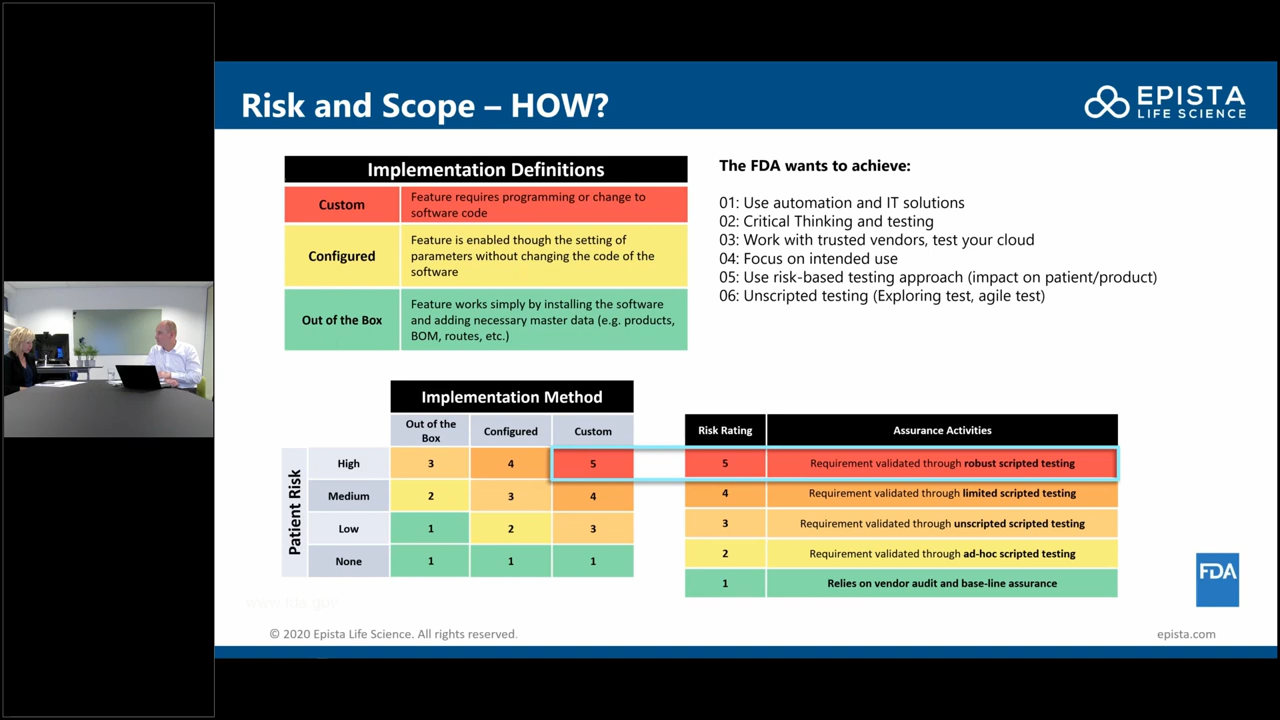 Risk and Scope – HOW?
EPISTA
LIFE SCIENCE
Implementation Definitions
Custom
Feature requires programming or change to
software code
Configured
Feature is enabled though the setting of
parameters without changing the code of the
software
Out of the Box
Feature works simply by installing the software
and adding necessary master data (e.g. products,
BOM, routes, etc.)
The FDA wants to achieve:
01: Use automation and IT solutions
02: Critical Thinking and testing
03: Work with trusted vendors, test your cloud
04: Focus on intended use
05: Use risk-based testing approach (impact on patient/product)
06: Unscripted testing (Exploring test, agile test)
Implementation Method
Out of the
Box
Configured
Custom
Patient Risk
High
3
4
5
Medium
2
3
4
Low
1
2
3
None
1
1
1
Risk Rating
Assurance Activities
5
Requirement validated through robust scripted testing
4
Requirement validated through limited scripted testing
3
Requirement validated through unscripted scripted testing
2
Requirement validated through ad-hoc scripted testing
1
Relies on vendor audit and base-line assurance
FDA
www.fda.gov
© 2020 Epista Life Science. All rights reserved.
epista.com